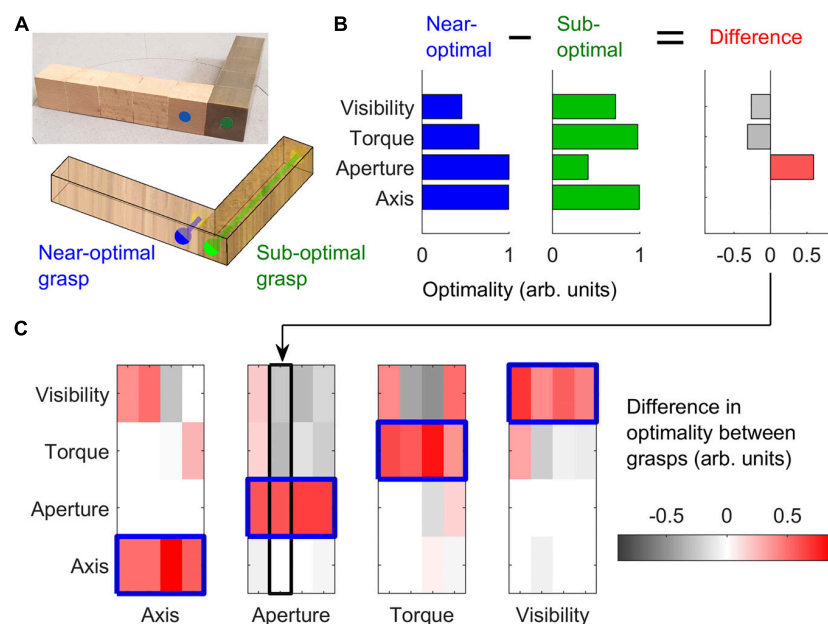 A
Near-optimal
grasp
Sub-optimal
grasp
B
Near-
optimal
Sub-
optimal
Difference
Visibility
Torque
Aperture
Axis
0 1 0 1 -0.5 0 0.5
Optimality (arb. units)
C
Visibility
Torque
Aperture
Axis
Axis Aperture Torque Visibility
Difference in
optimality between
grasps (arb. units)
-0.5 0 0.5